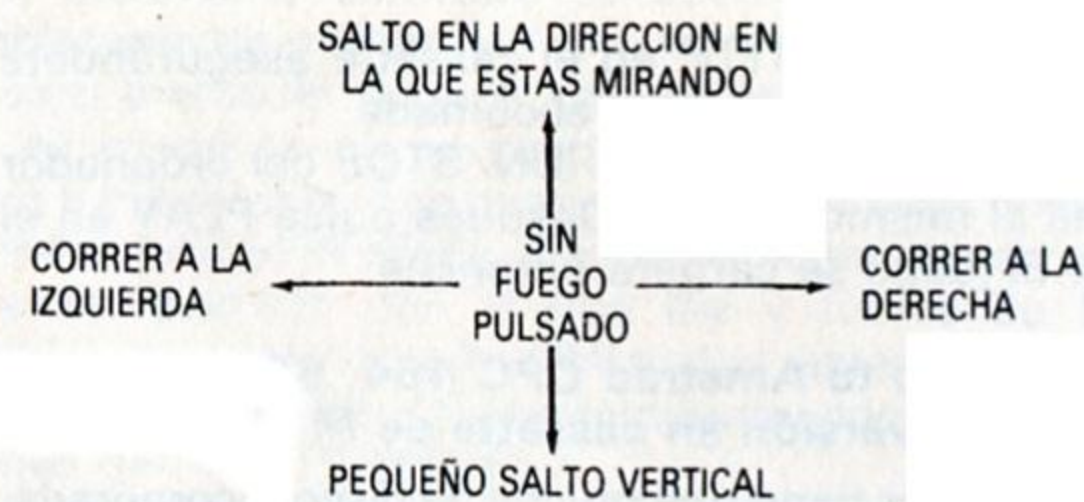 SALTO EN LA DIRECCION EN
LA QUE ESTAS MIRANDO
CORRER A LA
IZQUIERDA
SIN
FUEGO
PULSADO
CORRER A LA
DERECHA
PEQUEÑO SALTO VERTICAL